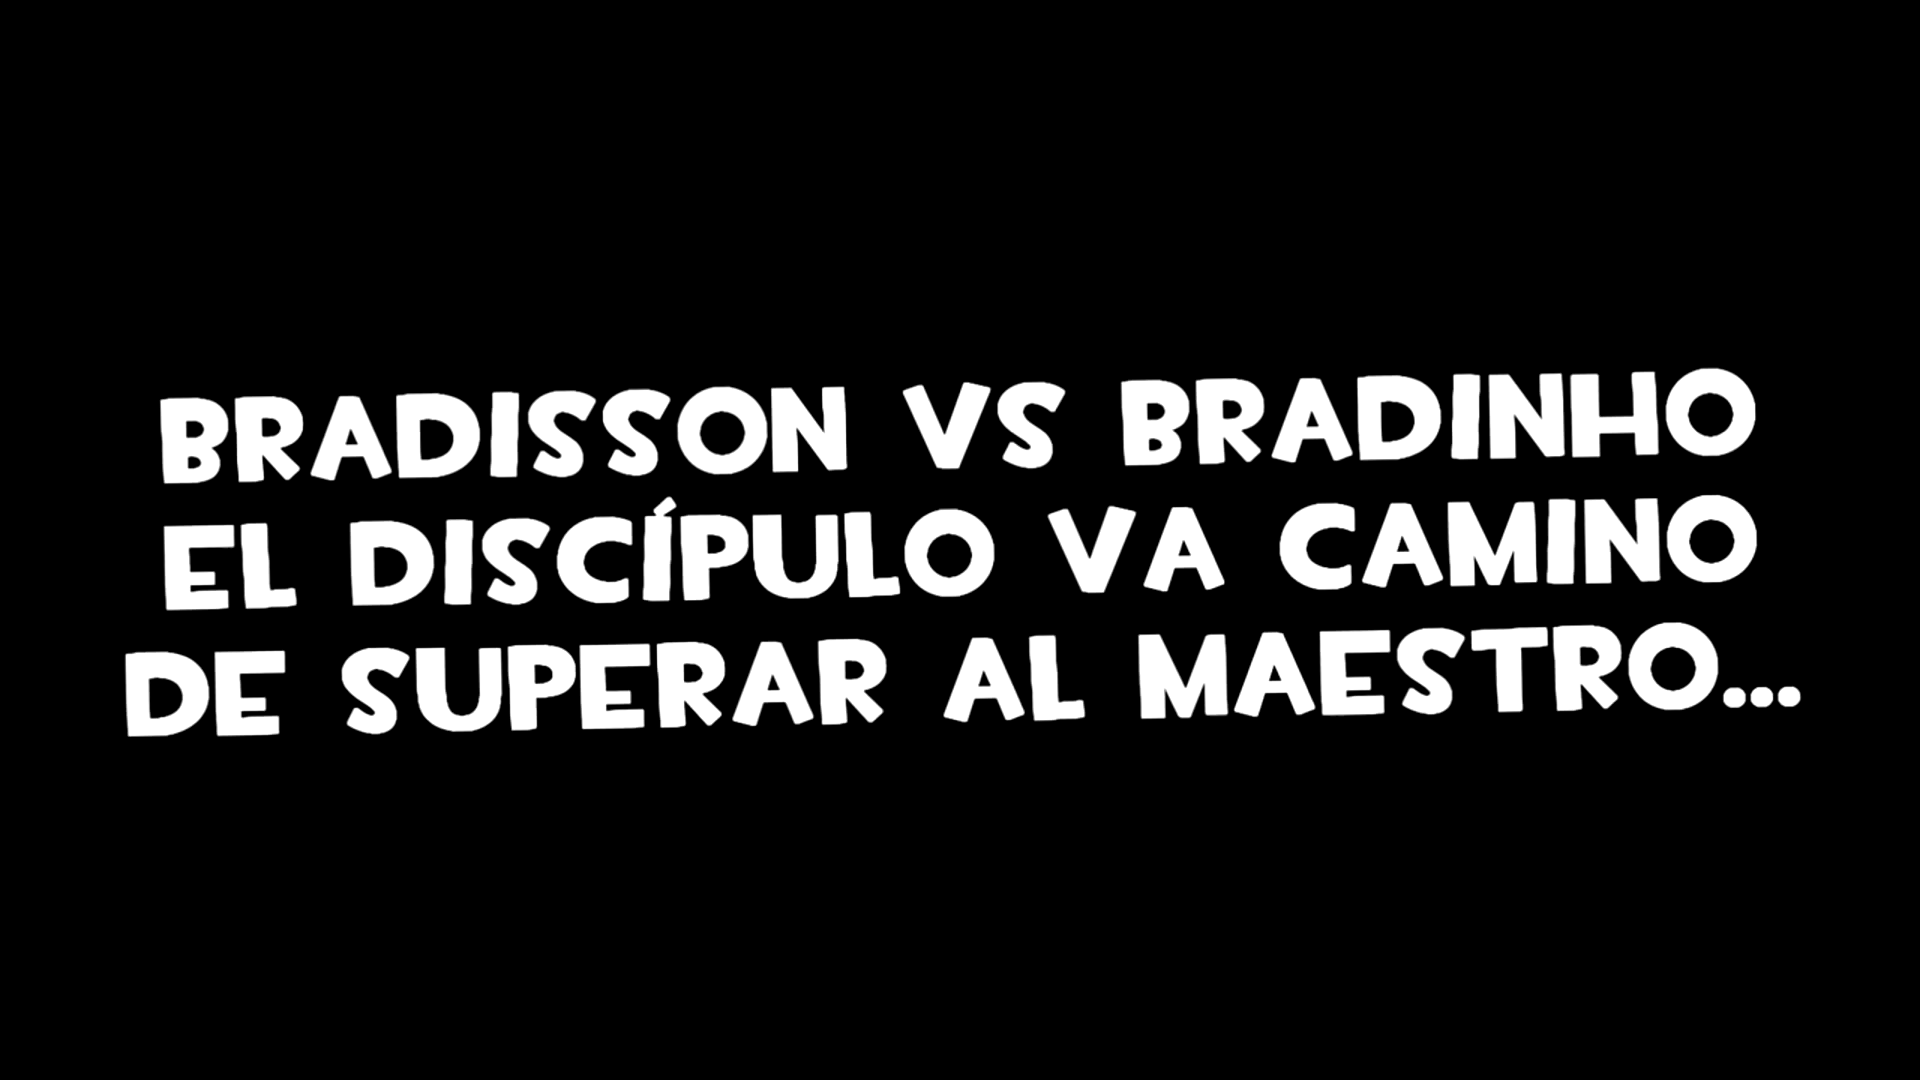 BRADISSON VS BRADINHO
EL DISCÍPULO VA CAMINO
DE SUPERAR AL MAESTRO...